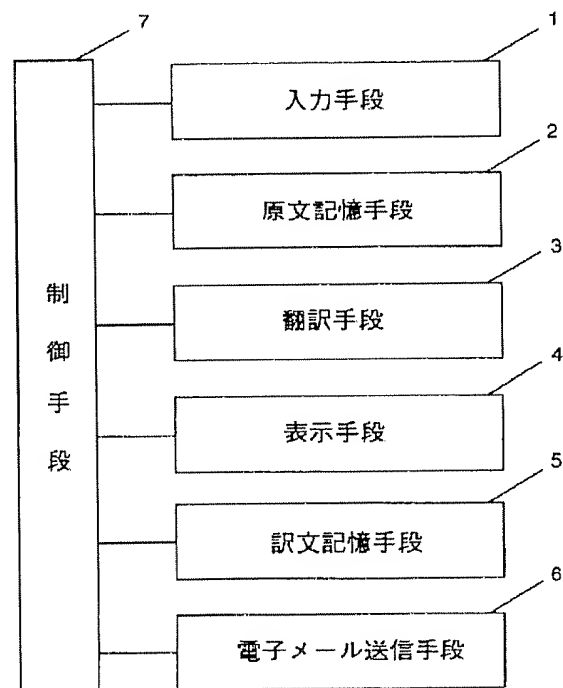 7
1
入力手段
2
原文記憶手段
3
翻訳手段
4
表示手段
5
訳文記憶手段
6
電子メール送信手段
制御手段